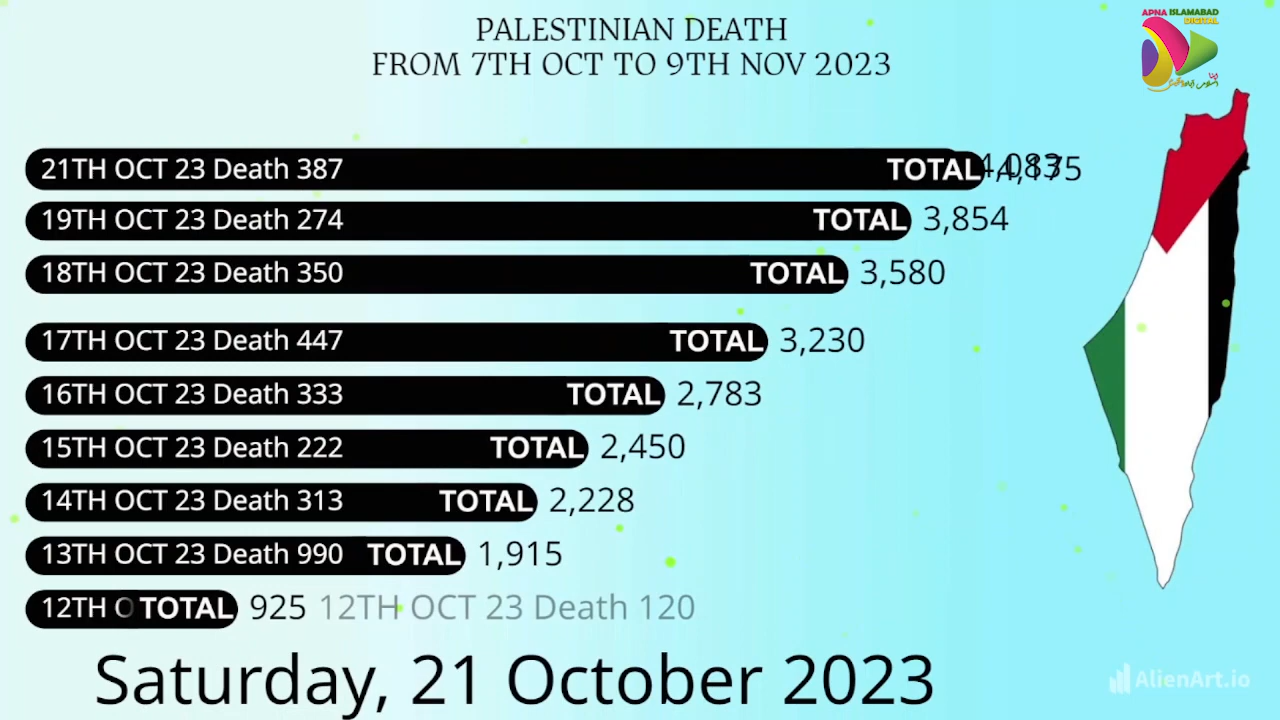 PALESTINIAN DEATH
FROM 7TH OCT TO 9TH NOV 2023
APNA ISLAMABAD
DIGITAL
21TH OCT 23 Death 387 TOTAL 4,083 4,175
19TH OCT 23 Death 274 TOTAL 3,854
18TH OCT 23 Death 350 TOTAL 3,580
17TH OCT 23 Death 447 TOTAL 3,230
16TH OCT 23 Death 333 TOTAL 2,783
15TH OCT 23 Death 222 TOTAL 2,450
14TH OCT 23 Death 313 TOTAL 2,228
13TH OCT 23 Death 990 TOTAL 1,915
12TH O TOTAL 925 12TH OCT 23 Death 120
Saturday, 21 October 2023
AlienArt.io